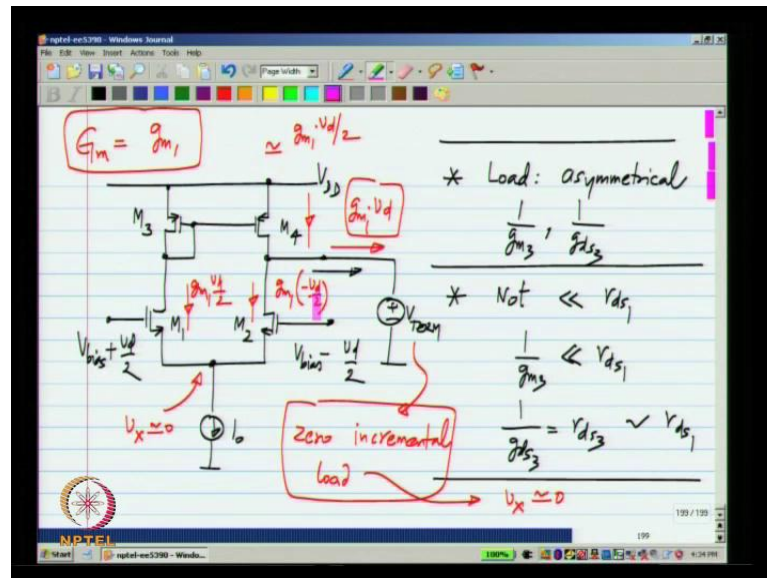 nptel-ee5390 - Windows Journal
File Edit View Insert Actions Tools Help
Page Width
B I
Gm = gm1
≃ gm1·vd/2
VDD
gm1·vd
M3
M4
gm1 vd/2
gm1(-vd/2)
M1
M2
Vbias + vd/2
Vbias - vd/2
VTERM
vx ≃ 0
I0
zero incremental
load
vx ≃ 0
* Load: asymmetrical
1/gm3, 1/gds3
* Not << rds1
1/gm3 << rds1
1/gds3 = rds3 ~ rds1
NPTEL
199 / 199
199
Start
nptel-ee5390 - Windo...
100%
4:34 PM